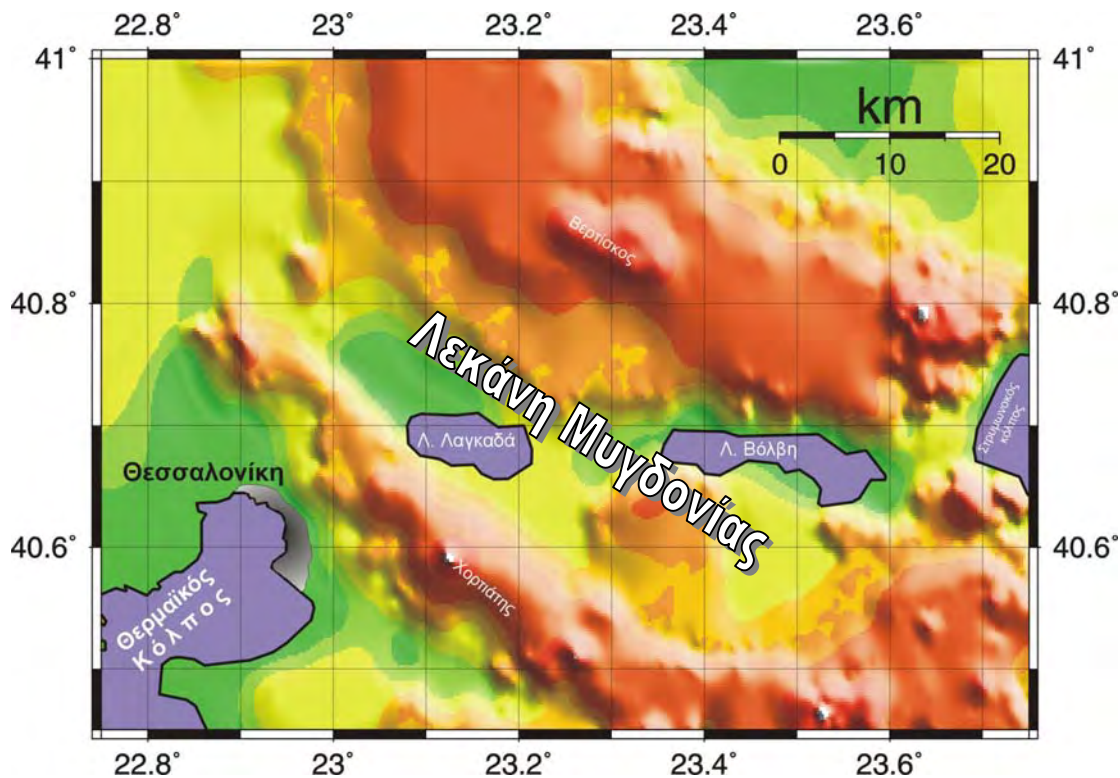 22.8° 23° 23.2° 23.4° 23.6°
41° 41°
km
0 10 20
Βερτίσκος
40.8° 40.8°
Λεκάνη Μυγδονίας
Στρυμωνικός
κόλπος
Λ. Λαγκαδά
Λ. Βόλβη
Θεσσαλονίκη
40.6° 40.6°
Χορτιάτης
Θερμαϊκός
Κόλπος
22.8° 23° 23.2° 23.4° 23.6°